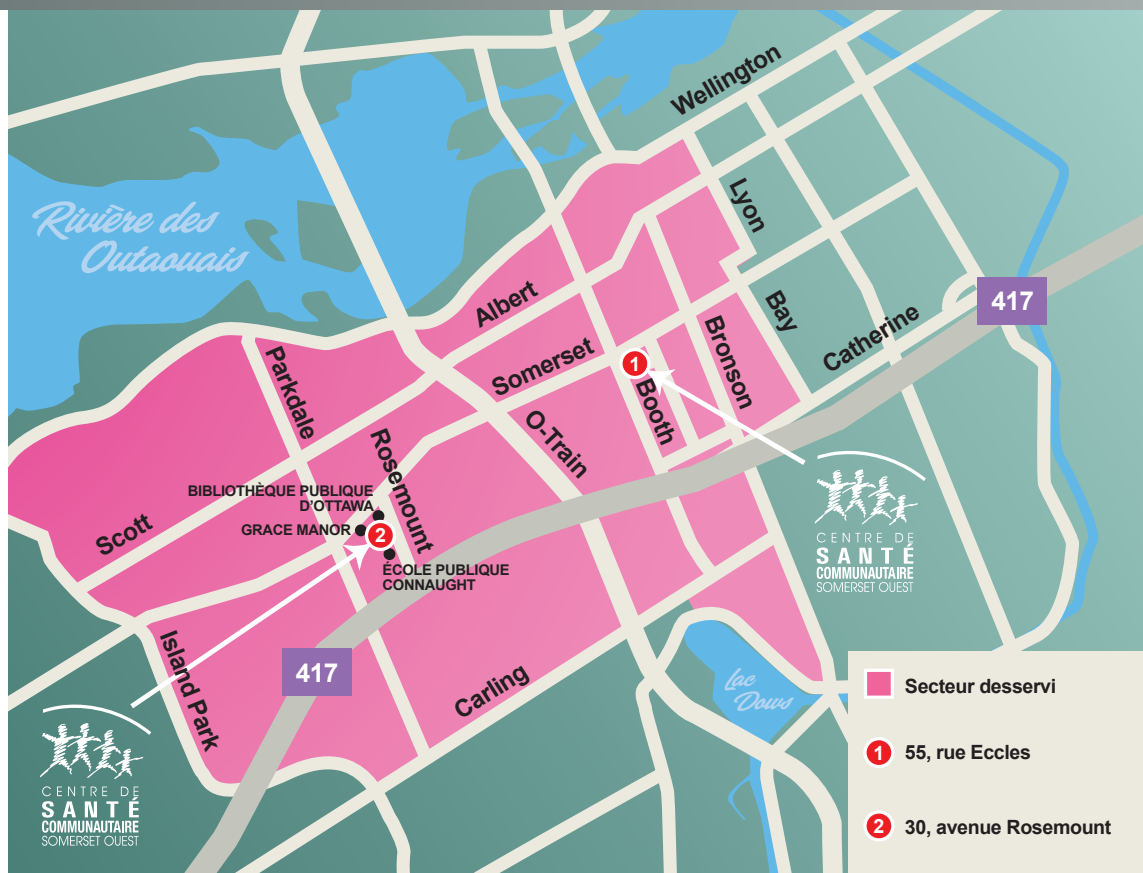 Wellington
Rivière des
Outaouais
Lyon
Albert
Bay
417
Parkdale
Somerset
Bronson
Catherine
1
Booth
O-Train
Rosemount
BIBLIOTHÈQUE PUBLIQUE
D'OTTAWA
GRACE MANOR
2
ÉCOLE PUBLIQUE
CONNAUGHT
Scott
CENTRE DE
SANTÉ
COMMUNAUTAIRE
SOMERSET OUEST
Island Park
417
Carling
Lac
Dows
CENTRE DE
SANTÉ
COMMUNAUTAIRE
SOMERSET OUEST
Secteur desservi
1 55, rue Eccles
2 30, avenue Rosemount